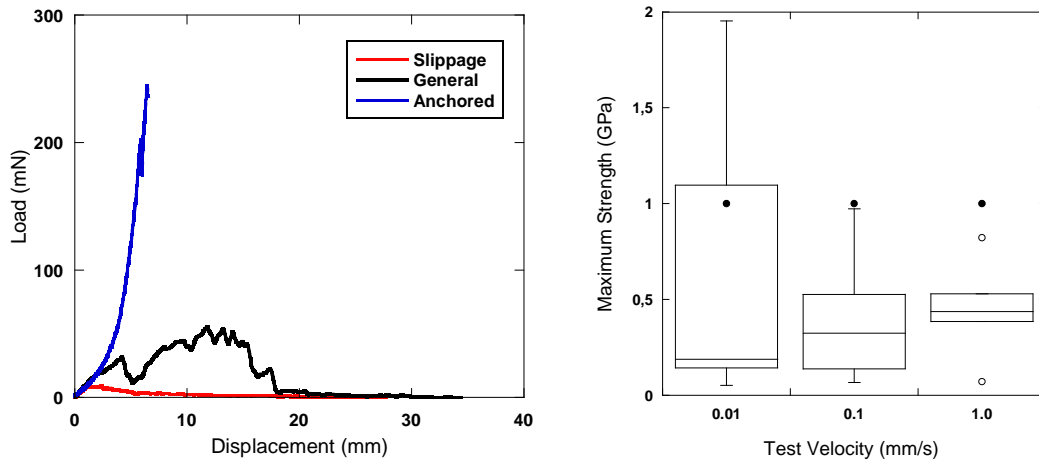 300
200
100
0
0
10
20
30
40
Load (mN)
Displacement (mm)
Slippage
General
Anchored
2
1,5
1
0,5
0
0.01
0.1
1.0
Maximum Strength (GPa)
Test Velocity (mm/s)